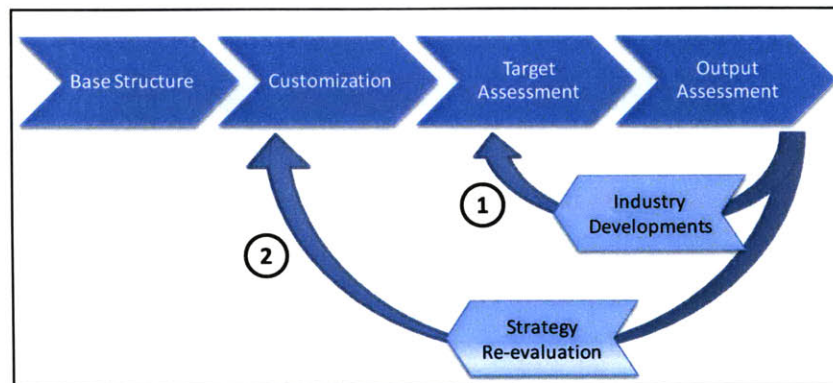 Base Structure
Customization
Target
Assessment
Output
Assessment
1
Industry
Developments
2
Strategy
Re-evaluation